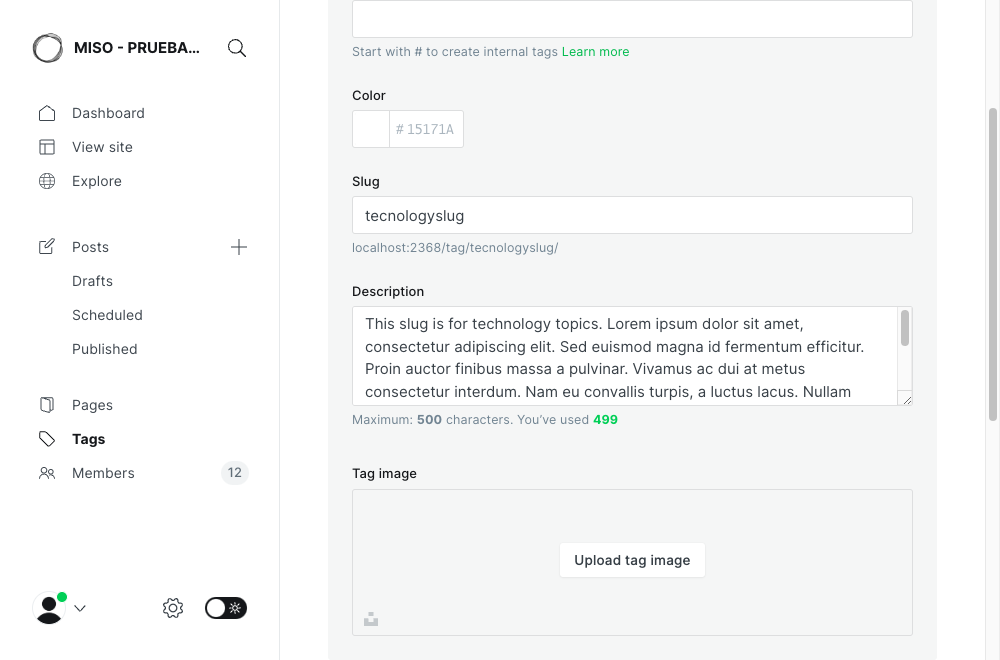 MISO - PRUEBA...
Dashboard
View site
Explore
Posts
Drafts
Scheduled
Published
Pages
Tags
Members
12
Start with # to create internal tags Learn more
Color
# 15171A
Slug
tecnologyslug
localhost:2368/tag/tecnologyslug/
Description
This slug is for technology topics. Lorem ipsum dolor sit amet,
consectetur adipiscing elit. Sed euismod magna id fermentum efficitur.
Proin auctor finibus massa a pulvinar. Vivamus ac dui at metus
consectetur interdum. Nam eu convallis turpis, a luctus lacus. Nullam
Maximum: 500 characters. You've used 499
Tag image
Upload tag image